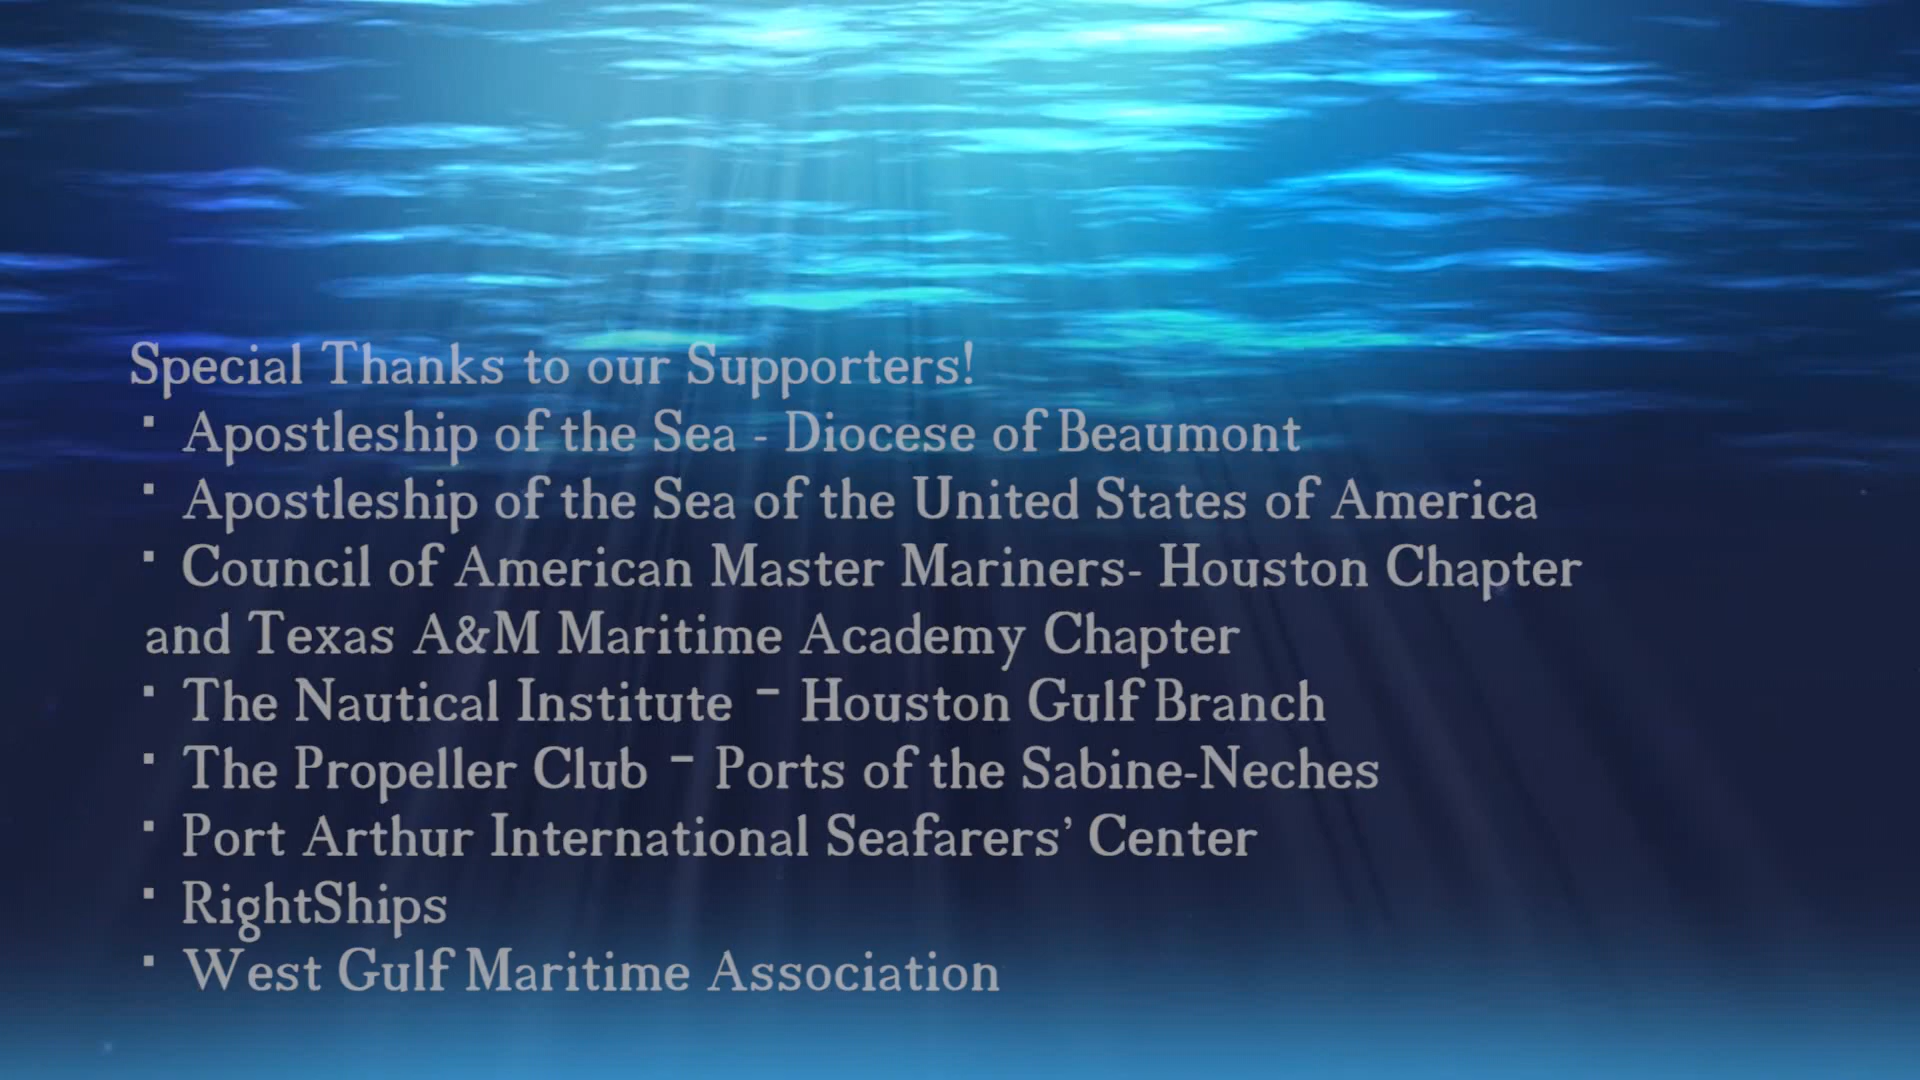 Special Thanks to our Supporters!
▪ Apostleship of the Sea - Diocese of Beaumont
▪ Apostleship of the Sea of the United States of America
▪ Council of American Master Mariners- Houston Chapter
and Texas A&M Maritime Academy Chapter
▪ The Nautical Institute – Houston Gulf Branch
▪ The Propeller Club – Ports of the Sabine-Neches
▪ Port Arthur International Seafarers’ Center
▪ RightShips
▪ West Gulf Maritime Association